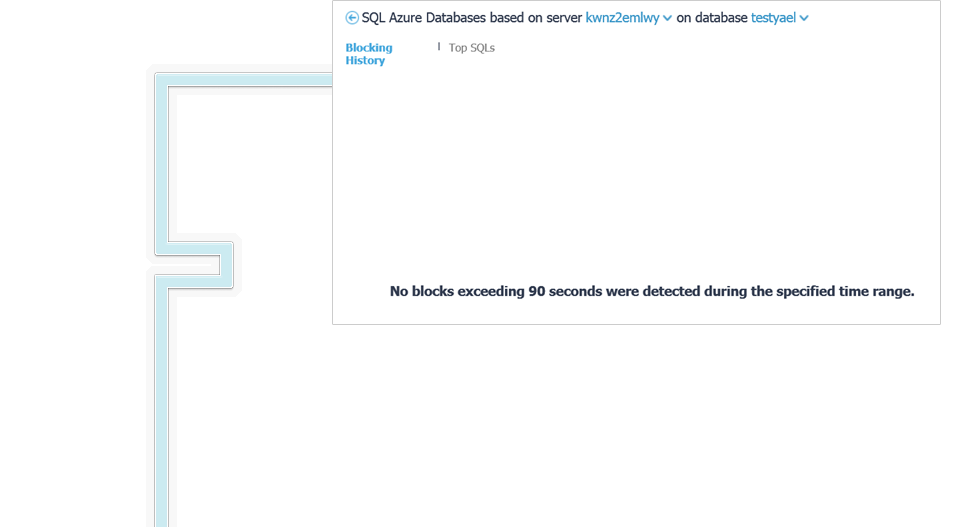 SQL Azure Databases based on server kwnz2emlwy on database testyael
Blocking History | Top SQLs
No blocks exceeding 90 seconds were detected during the specified time range.